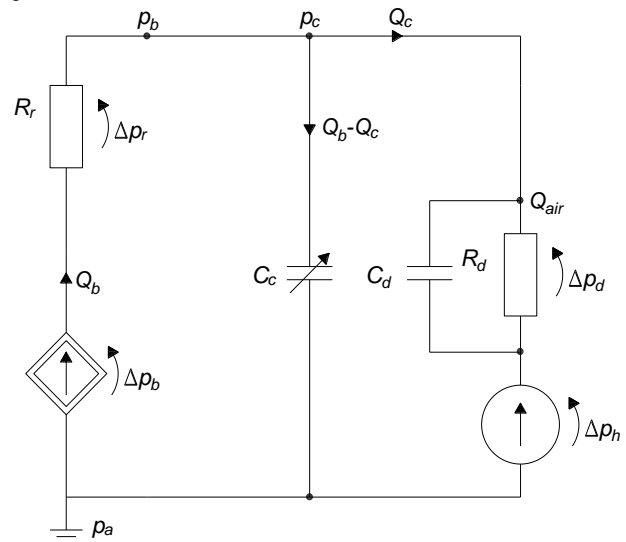 p_b p_c Q_c
R_r
Δp_r
Q_b-Q_c
Q_air
R_d
C_c C_d
Δp_d
Q_b
Δp_b
Δp_h
p_a